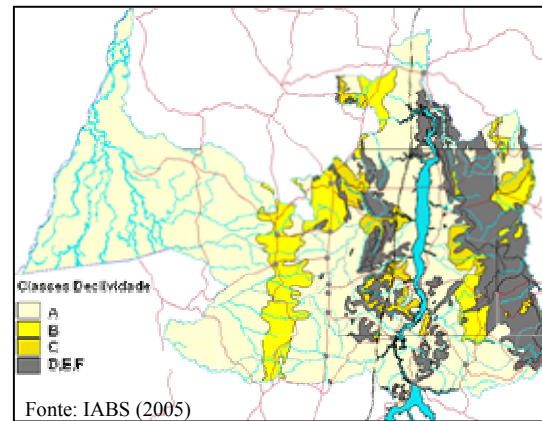 Classes Declividade
A
B
C
D,E,F
Fonte: IABS (2005)